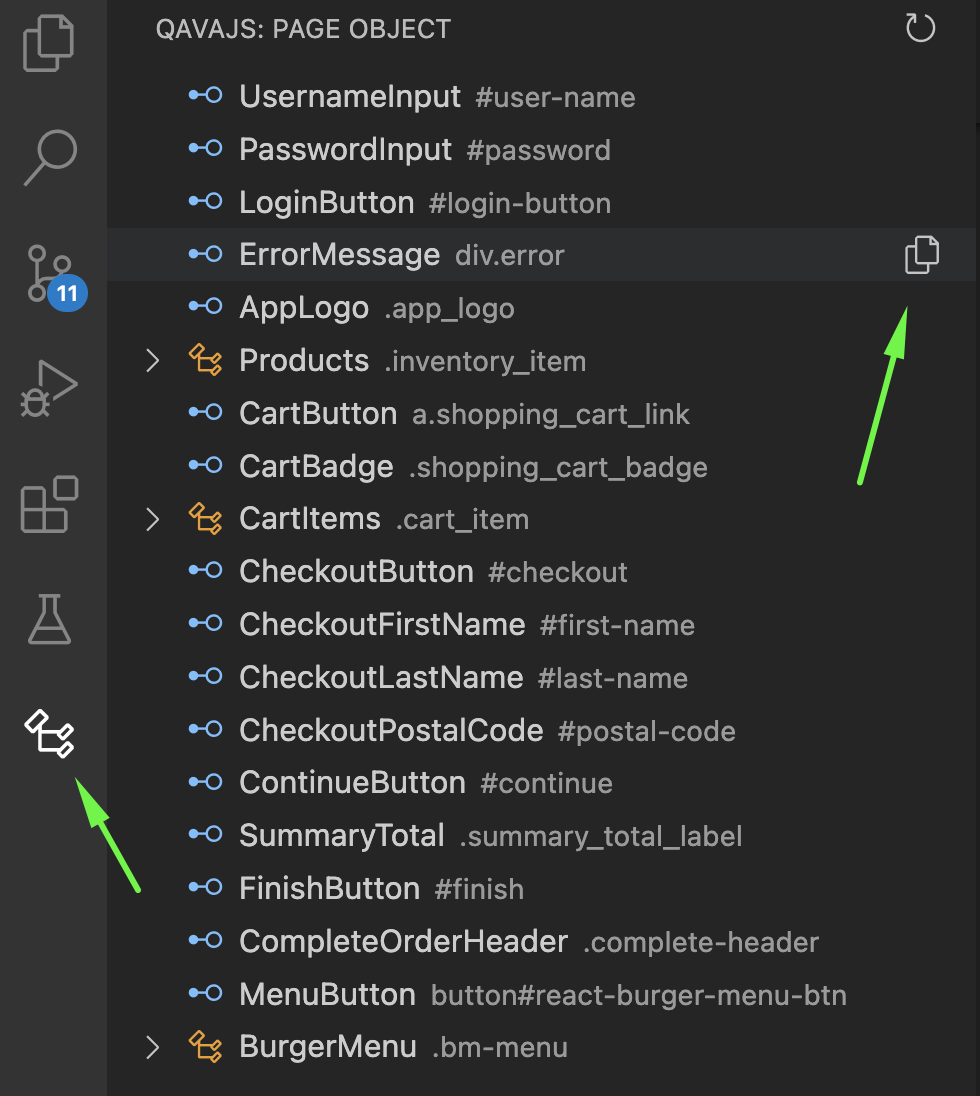 QAVAJS: PAGE OBJECT
UsernameInput #user-name
PasswordInput #password
LoginButton #login-button
ErrorMessage div.error
11
AppLogo .app_logo
Products .inventory_item
CartButton a.shopping_cart_link
CartBadge .shopping_cart_badge
CartItems .cart_item
CheckoutButton #checkout
CheckoutFirstName #first-name
CheckoutLastName #last-name
CheckoutPostalCode #postal-code
ContinueButton #continue
SummaryTotal .summary_total_label
FinishButton #finish
CompleteOrderHeader .complete-header
MenuButton button#react-burger-menu-btn
BurgerMenu .bm-menu